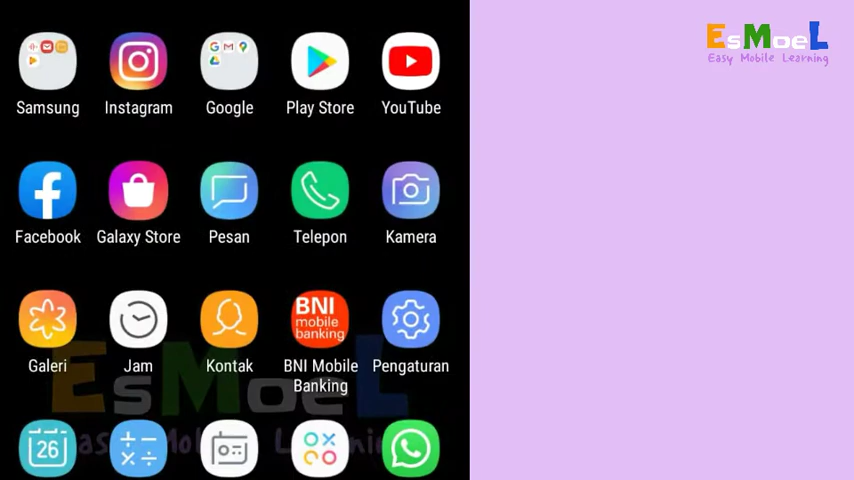 EsMoeL
Easy Mobile Learning
Samsung
Instagram
Google
Play Store
YouTube
Facebook
Galaxy Store
Pesan
Telepon
Kamera
BNI
mobile
banking
Galeri
Jam
Kontak
BNI Mobile
Banking
Pengaturan
EsMoeL
26